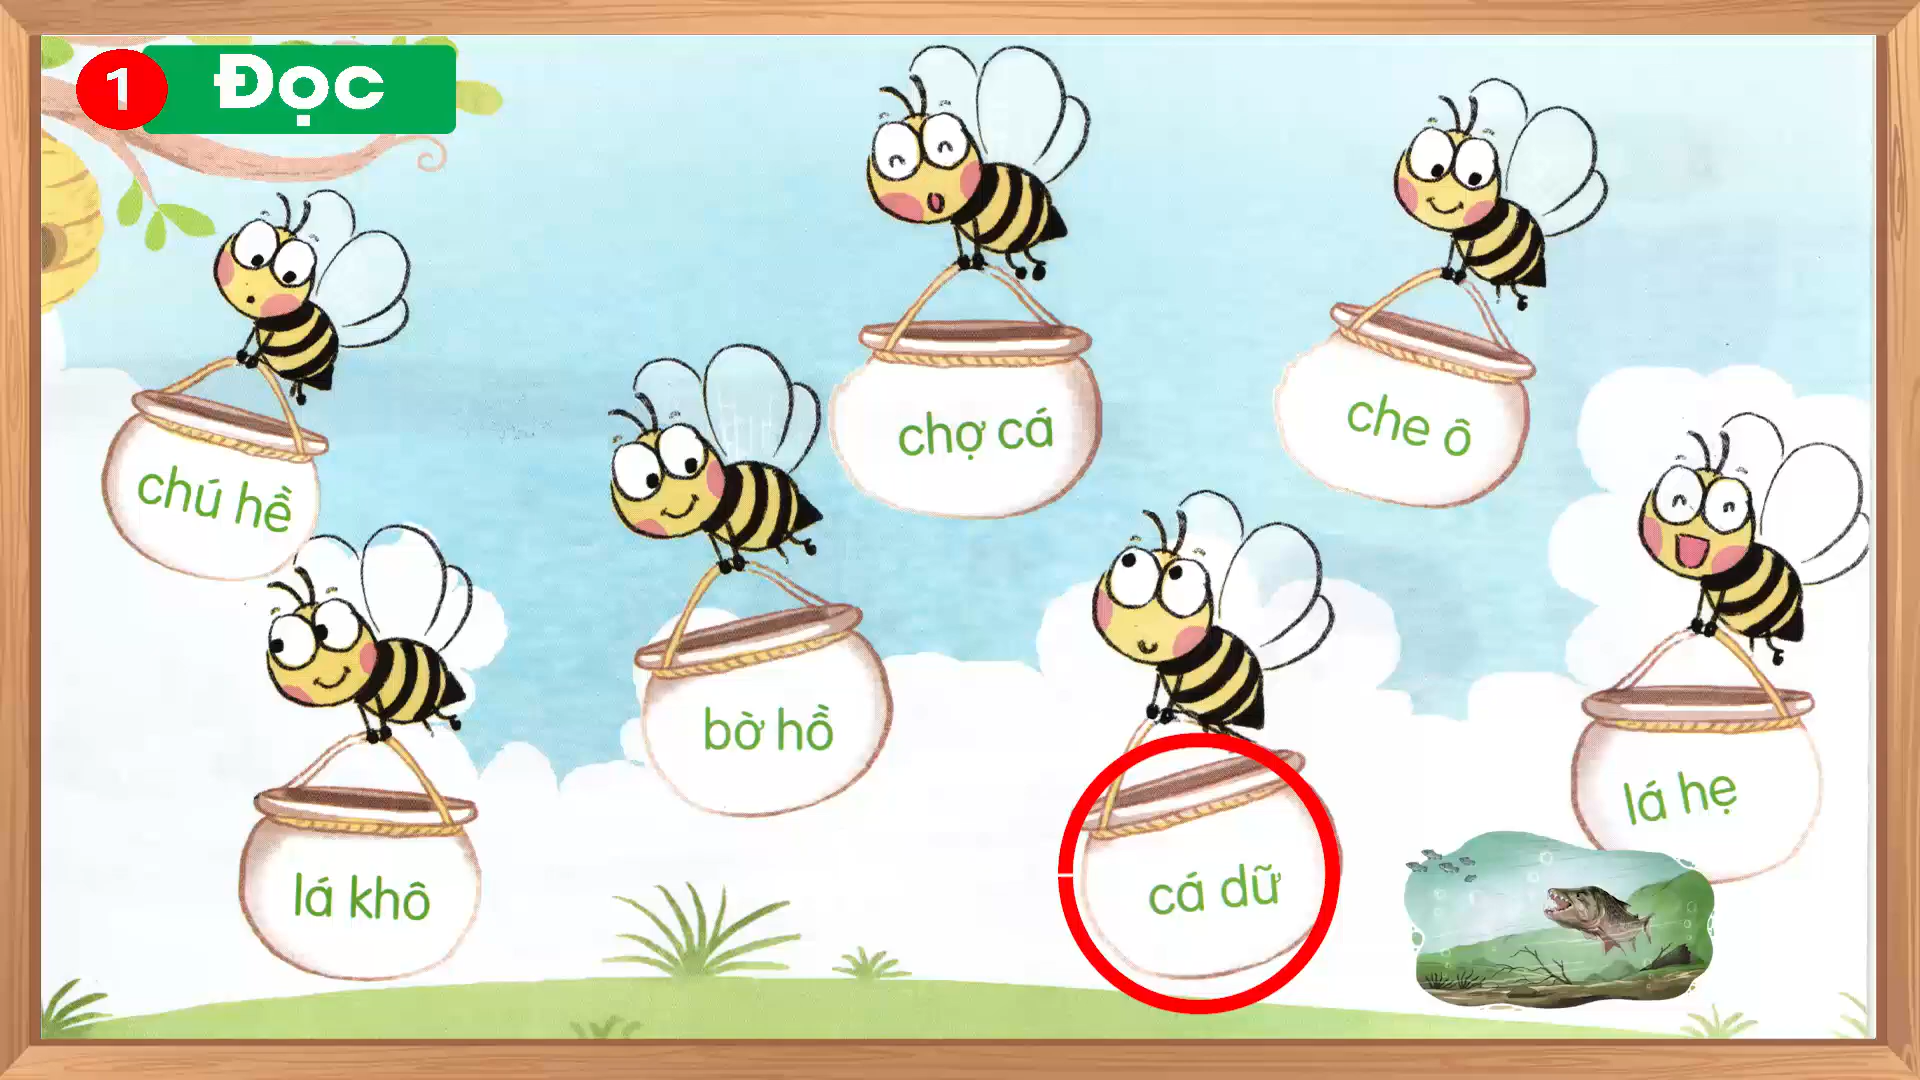 1 Đọc
chú hề
chợ cá
che ô
bờ hồ
lá khô
cá dữ
lá hẹ